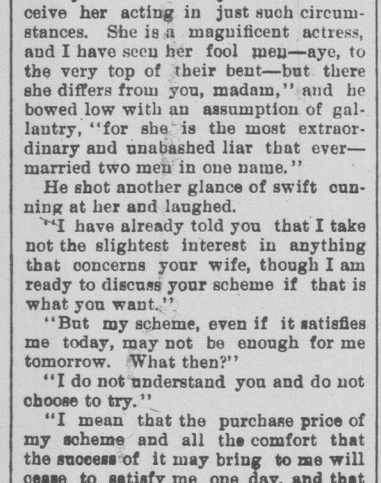 ceive her acting in just such circum-
stances. She is a magnificent actress,
and I have seen her fool men—aye, to
the very top of their bent—but there
she differs from you, madam," and he
bowed low with an assumption of gal-
lantry, "for she is the most extraor-
dinary and unabashed liar that ever—
married two men in one name."
He shot another glance of swift cun-
ning at her and laughed.
"I have already told you that I take
not the slightest interest in anything
that concerns your wife, though I am
ready to discuss your scheme if that is
what you want."
"But my scheme, even if it satisfies
me today, may not be enough for me
tomorrow. What then?"
"I do not understand you and do not
choose to try."
"I mean that the purchase price of
my scheme and all the comfort that
the success of it may bring to me will
cease to satisfy me one day, and that